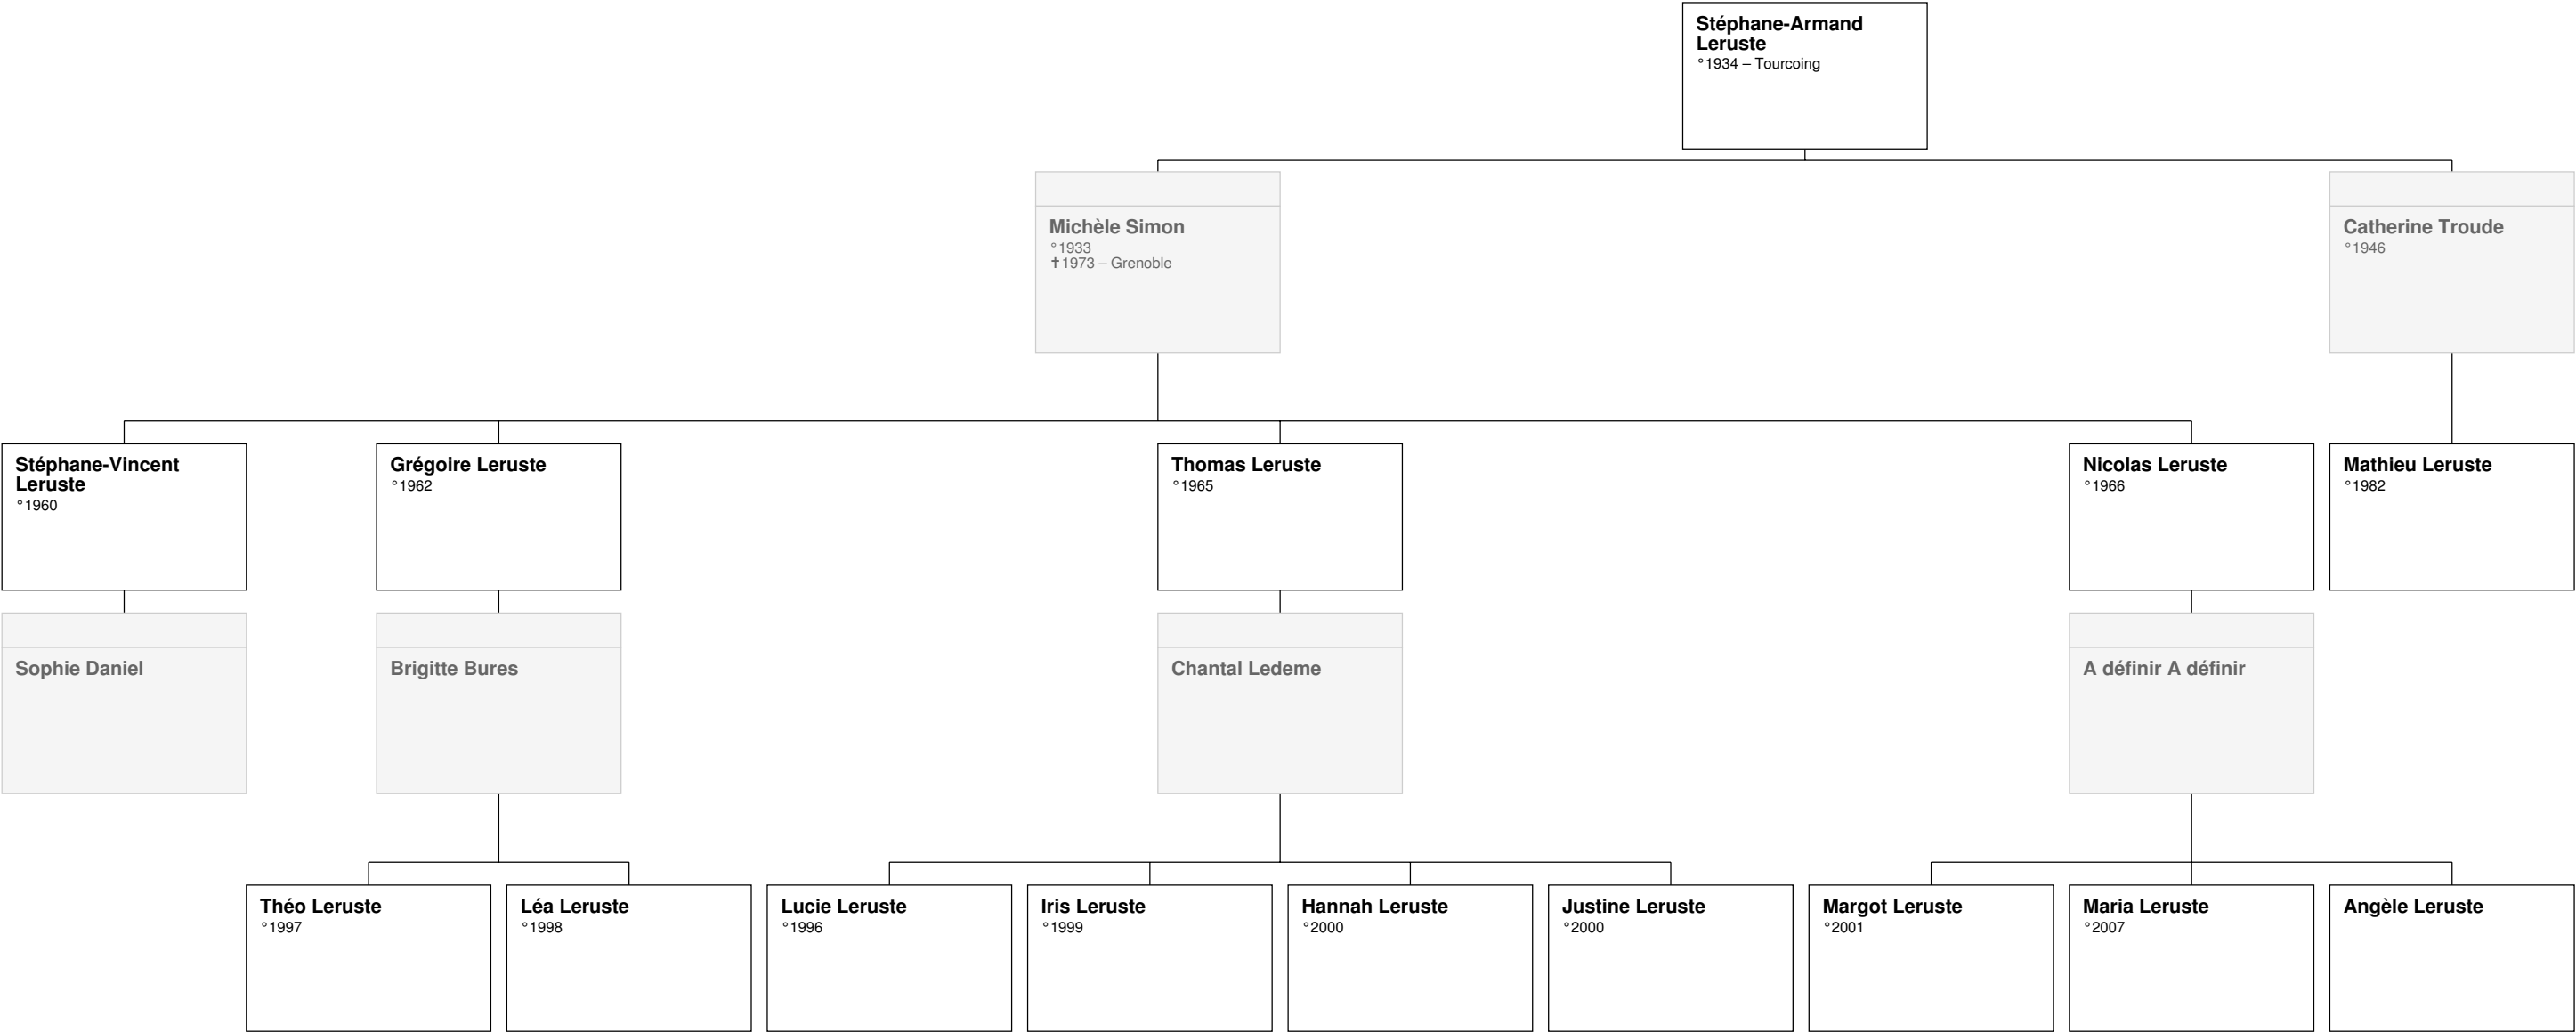 Stéphane-Armand
Leruste
°1934 – Tourcoing
Michèle Simon
°1933
✝1973 – Grenoble
Catherine Troude
°1946
Stéphane-Vincent
Leruste
°1960
Grégoire Leruste
°1962
Thomas Leruste
°1965
Nicolas Leruste
°1966
Mathieu Leruste
°1982
Sophie Daniel
Brigitte Bures
Chantal Ledeme
A définir A définir
Théo Leruste
°1997
Léa Leruste
°1998
Lucie Leruste
°1996
Iris Leruste
°1999
Hannah Leruste
°2000
Justine Leruste
°2000
Margot Leruste
°2001
Maria Leruste
°2007
Angèle Leruste